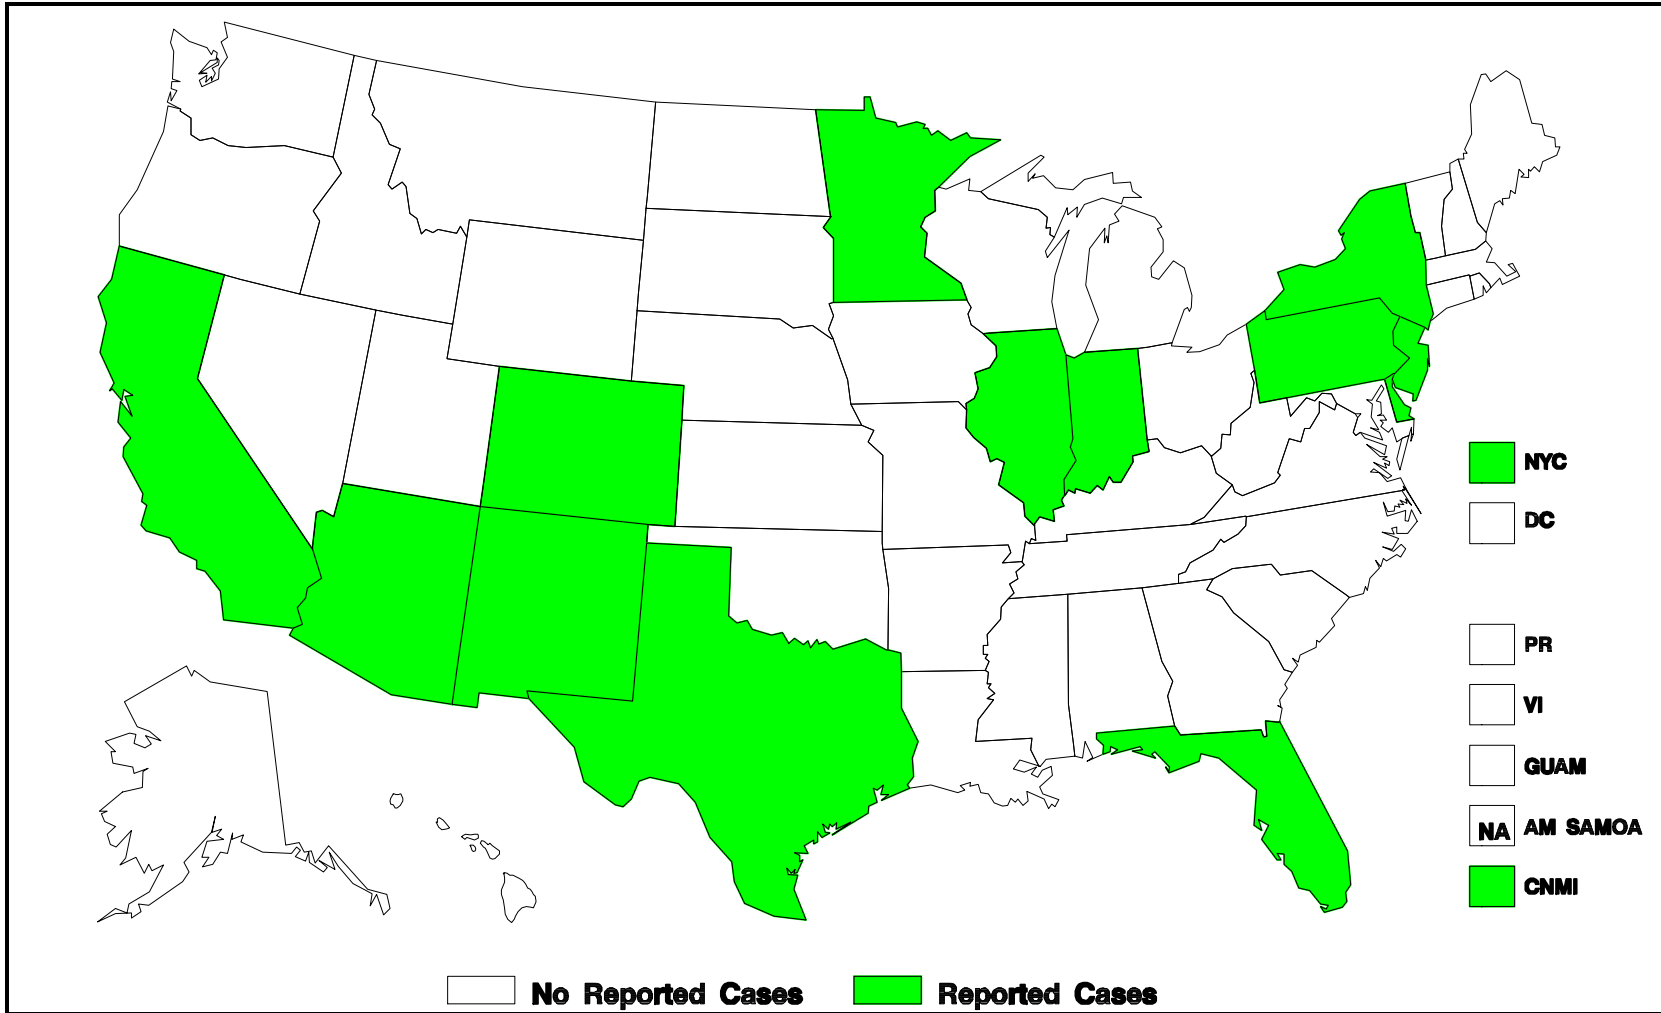 NYC
DC
PR
VI
GUAM
NA AM SAMOA
CNMI
No Reported Cases Reported Cases